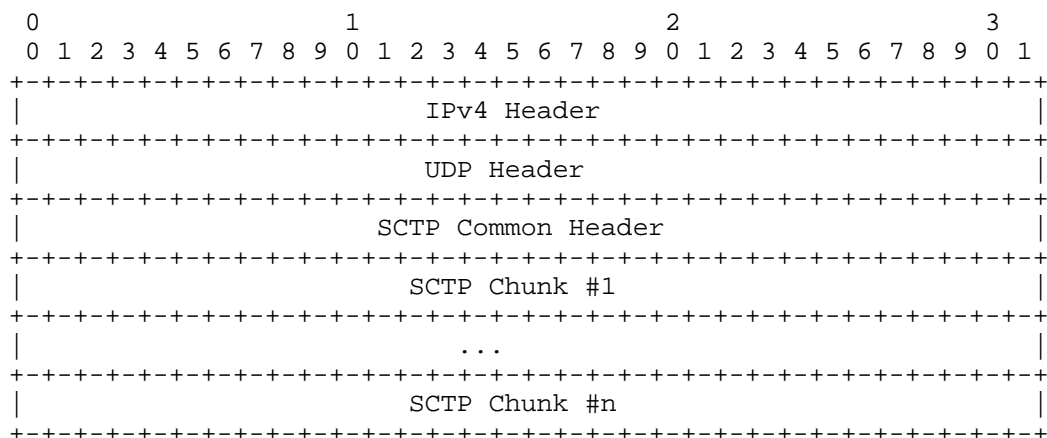 0                   1                   2                   3
 0 1 2 3 4 5 6 7 8 9 0 1 2 3 4 5 6 7 8 9 0 1 2 3 4 5 6 7 8 9 0 1
+-+-+-+-+-+-+-+-+-+-+-+-+-+-+-+-+-+-+-+-+-+-+-+-+-+-+-+-+-+-+-+-+
|                         IPv4 Header                           |
+-+-+-+-+-+-+-+-+-+-+-+-+-+-+-+-+-+-+-+-+-+-+-+-+-+-+-+-+-+-+-+-+
|                         UDP Header                            |
+-+-+-+-+-+-+-+-+-+-+-+-+-+-+-+-+-+-+-+-+-+-+-+-+-+-+-+-+-+-+-+-+
|                      SCTP Common Header                       |
+-+-+-+-+-+-+-+-+-+-+-+-+-+-+-+-+-+-+-+-+-+-+-+-+-+-+-+-+-+-+-+-+
|                        SCTP Chunk #1                          |
+-+-+-+-+-+-+-+-+-+-+-+-+-+-+-+-+-+-+-+-+-+-+-+-+-+-+-+-+-+-+-+-+
|                           ...                                 |
+-+-+-+-+-+-+-+-+-+-+-+-+-+-+-+-+-+-+-+-+-+-+-+-+-+-+-+-+-+-+-+-+
|                        SCTP Chunk #n                          |
+-+-+-+-+-+-+-+-+-+-+-+-+-+-+-+-+-+-+-+-+-+-+-+-+-+-+-+-+-+-+-+-+